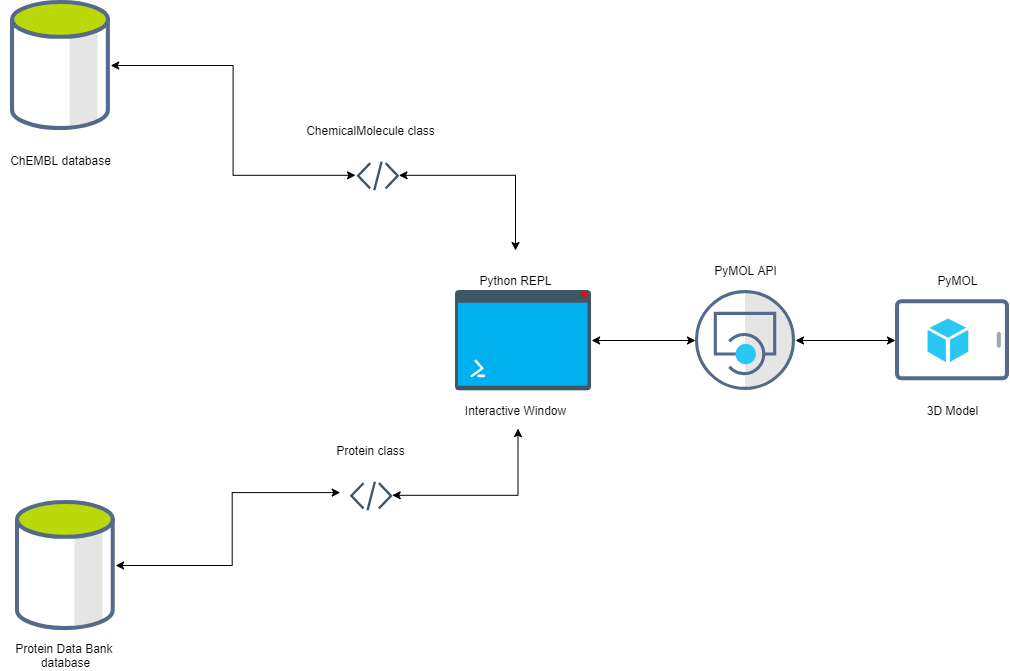 ChEMBL database
ChemicalMolecule class
Python REPL
Interactive Window
PyMOL API
PyMOL
3D Model
Protein class
Protein Data Bank
database